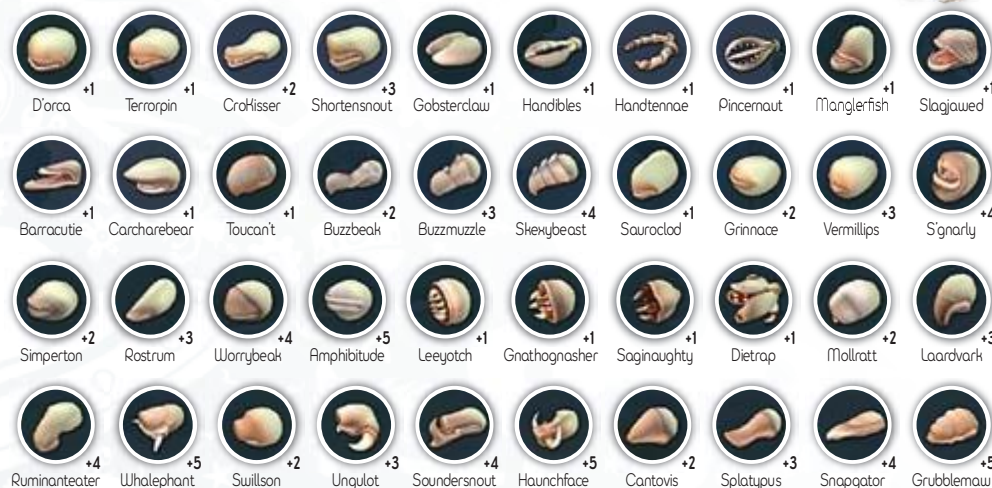 +1 +1 +2 +3 +1 +1 +1 +1 +1 +1
D'orca Terrorpin CroKisser Shortensnout Gobsterclaw Handibles Handtennae Pincernaut Manglerfish Slagjawed
+1 +1 +1 +2 +3 +4 +1 +2 +3 +4
Barracutie Carcharebear Toucan't Buzzbeak Buzzmuzzle Skexybeast Sauroclod Grinnace Vermillips S'gnarly
+2 +3 +4 +5 +1 +1 +1 +1 +2 +3
Simperton Rostrum Worrybeak Amphibitude Leeyotch Gnathognasher Saginaughty Dietrap Mollratt Laardvark
+4 +5 +2 +3 +4 +5 +2 +3 +4 +5
Ruminanteater Whalephant Swillson Ungulot Soundersnout Haunchface Cantovis Splatypus Snapgator Grubblemaw